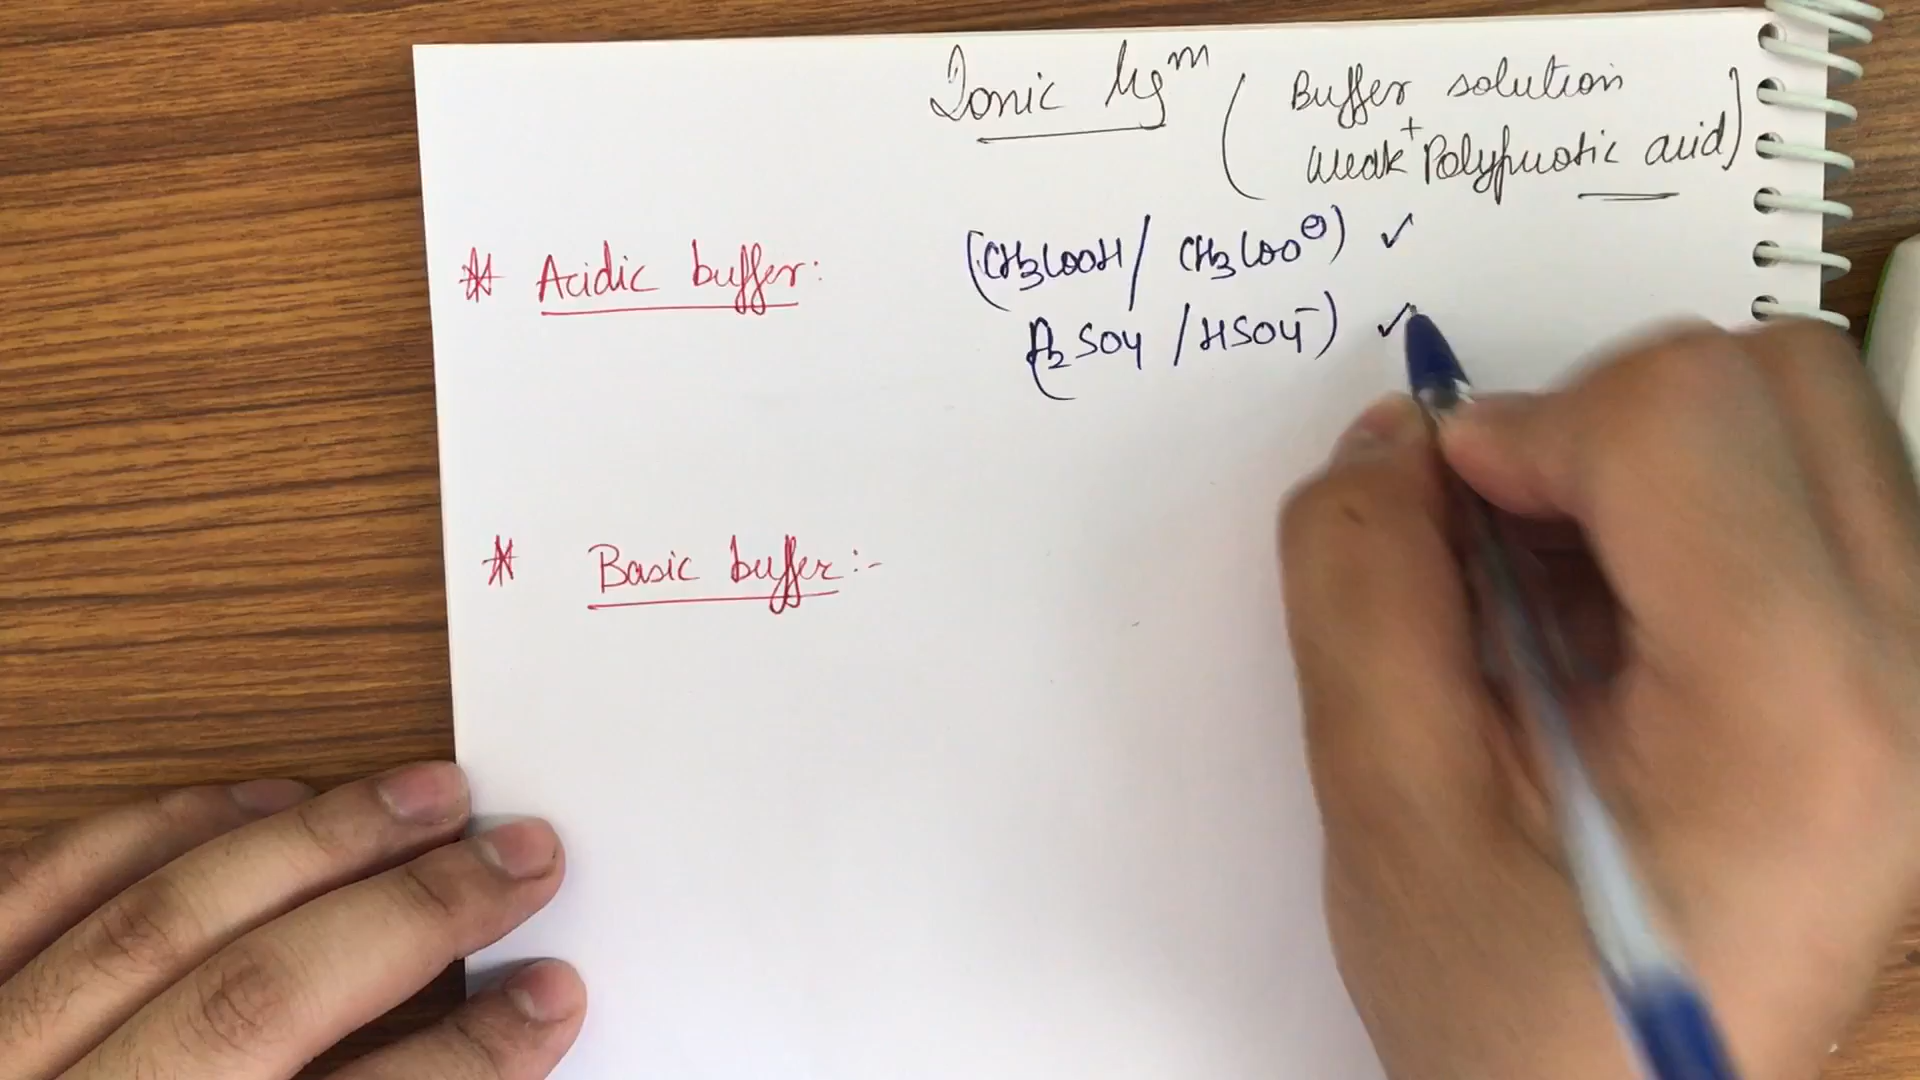 Ionic Eqm ( Buffer solution
+
weak Polyprotic acid)
* Acidic buffer:
(CH3COOH / CH3COO⊖) ✓
(H2SO4 / HSO4-) ✓
* Basic buffer:-